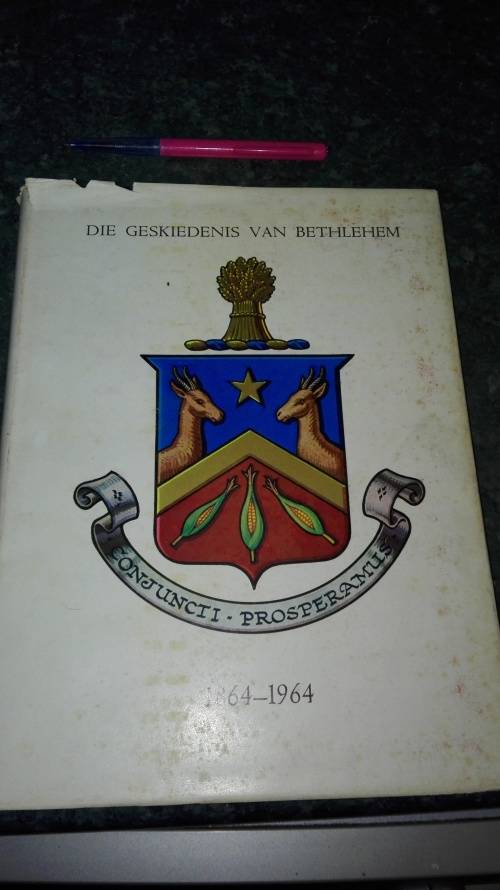 DIE GESKIEDENIS VAN BETHLEHEM
CONJUNCTI - PROSPERAMUS
1864-1964